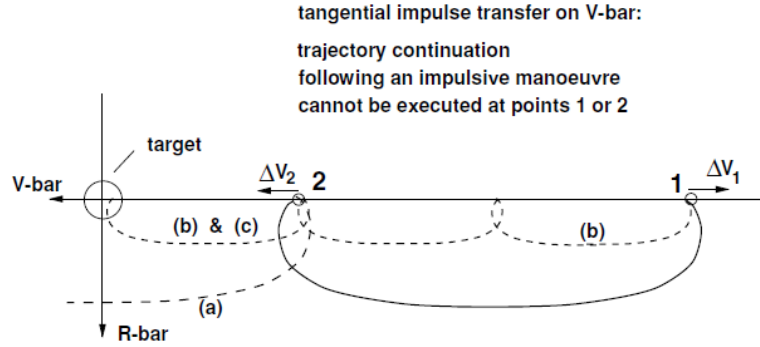 tangential impulse transfer on V-bar:
trajectory continuation
following an impulsive manoeuvre
cannot be executed at points 1 or 2
target
V-bar
ΔV₂
2
1
ΔV₁
(b) & (c)
(b)
(a)
R-bar